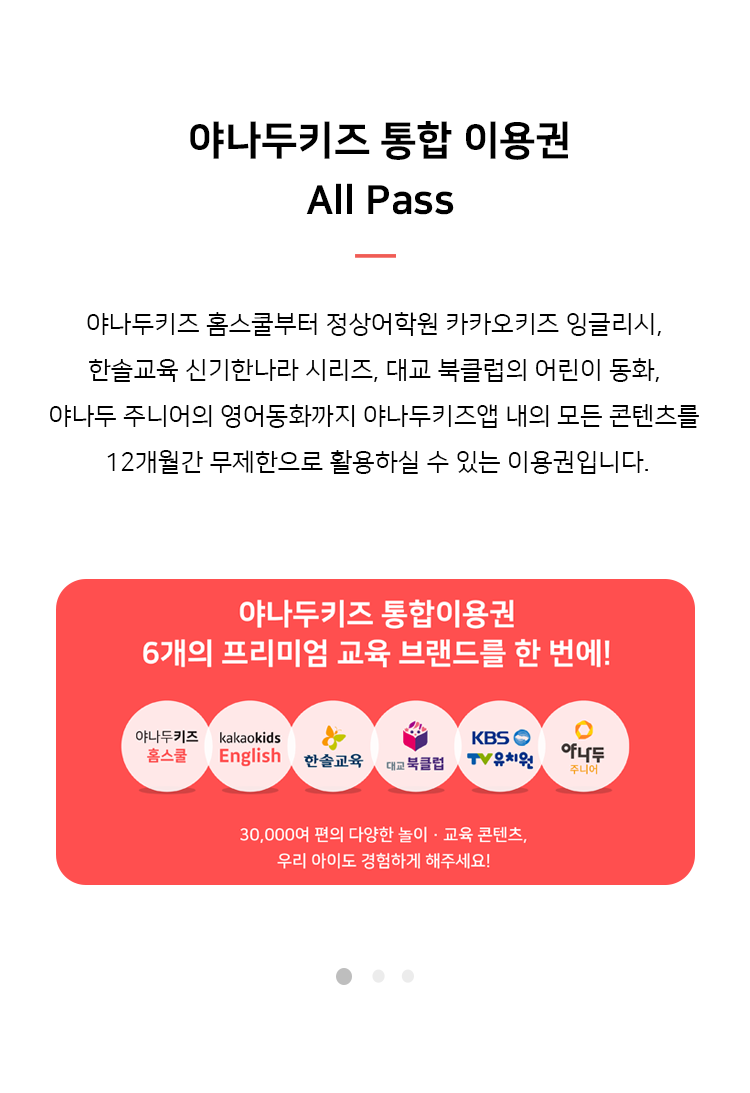 야나두키즈 통합 이용권
All Pass
야나두키즈 홈스쿨부터 정상어학원 카카오키즈 잉글리시,
한솔교육 신기한나라 시리즈, 대교 북클럽의 어린이 동화,
야나두 주니어의 영어동화까지 야나두키즈앱 내의 모든 콘텐츠를
12개월간 무제한으로 활용하실 수 있는 이용권입니다.
야나두키즈 통합이용권
6개의 프리미엄 교육 브랜드를 한 번에!
야나두키즈
홈스쿨
kakaokids
English
한솔교육
대교 북클럽
KBS
TV유치원
야나두
주니어
30,000여 편의 다양한 놀이 · 교육 콘텐츠,
우리 아이도 경험하게 해주세요!